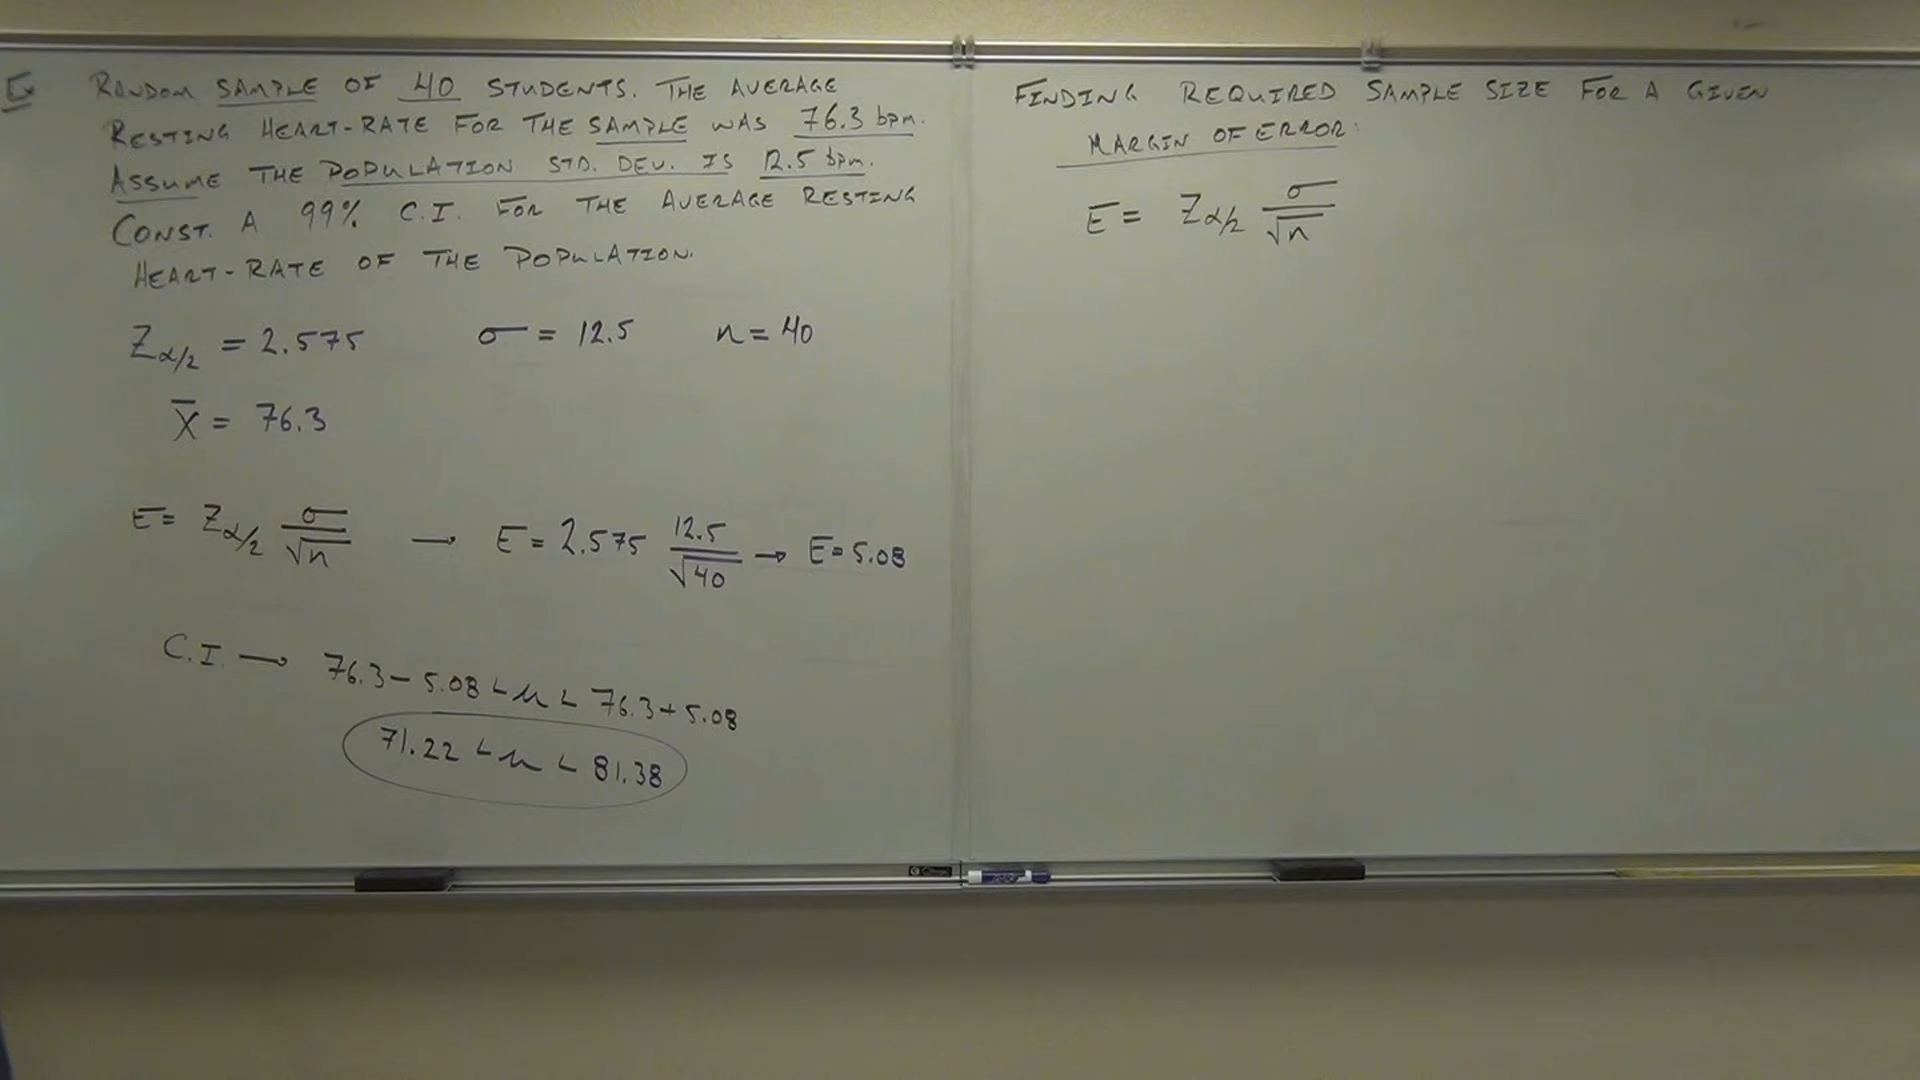 Ex RANDOM SAMPLE OF 40 STUDENTS. THE AVERAGE
RESTING HEART-RATE FOR THE SAMPLE WAS 76.3 bpm.
ASSUME THE POPULATION STD. DEV. IS 12.5 bpm.
CONST. A 99% C.I. FOR THE AVERAGE RESTING
HEART-RATE OF THE POPULATION.
Zα/2 = 2.575 σ = 12.5 n = 40
x̄ = 76.3
E = Zα/2 σ/√n → E = 2.575 12.5/√40 → E = 5.08
C.I. → 76.3 - 5.08 < μ < 76.3 + 5.08
71.22 < μ < 81.38
FINDING REQUIRED SAMPLE SIZE FOR A GIVEN
MARGIN OF ERROR:
E = Zα/2 σ/√n